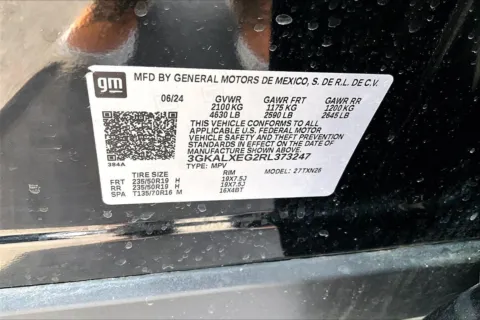 gm
MFD BY GENERAL MOTORS DE MEXICO, S. DE R.L. DE C.V.
06/24 GVWR GAWR FRT GAWR RR
2100 KG 1175 KG 1200 KG
4630 LB 2590 LB 2645 LB
THIS VEHICLE CONFORMS TO ALL
APPLICABLE U.S. FEDERAL MOTOR
VEHICLE SAFETY AND THEFT PREVENTION
STANDARDS IN EFFECT ON THE DATE OF
MANUFACTURE SHOWN ABOVE.
3GKALXEG2RL373247
384A TYPE: MPV MODEL: 27TXN26
TIRE SIZE RIM
FRT 235/50R19 H 19X7.5J
RR 235/50R19 H 19X7.5J
SPA T135/70R16 M 16X4BT